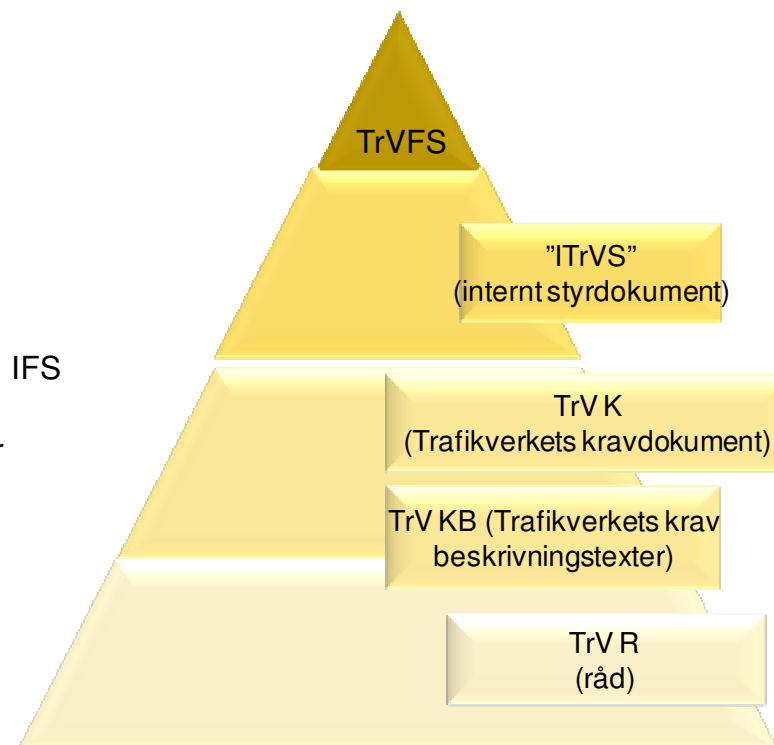 TrVFS
”ITrVS”
(internt styrdokument)
IFS
TrV K
(Trafikverkets kravdokument)
TrV KB (Trafikverkets krav
beskrivningstexter)
TrV R
(råd)